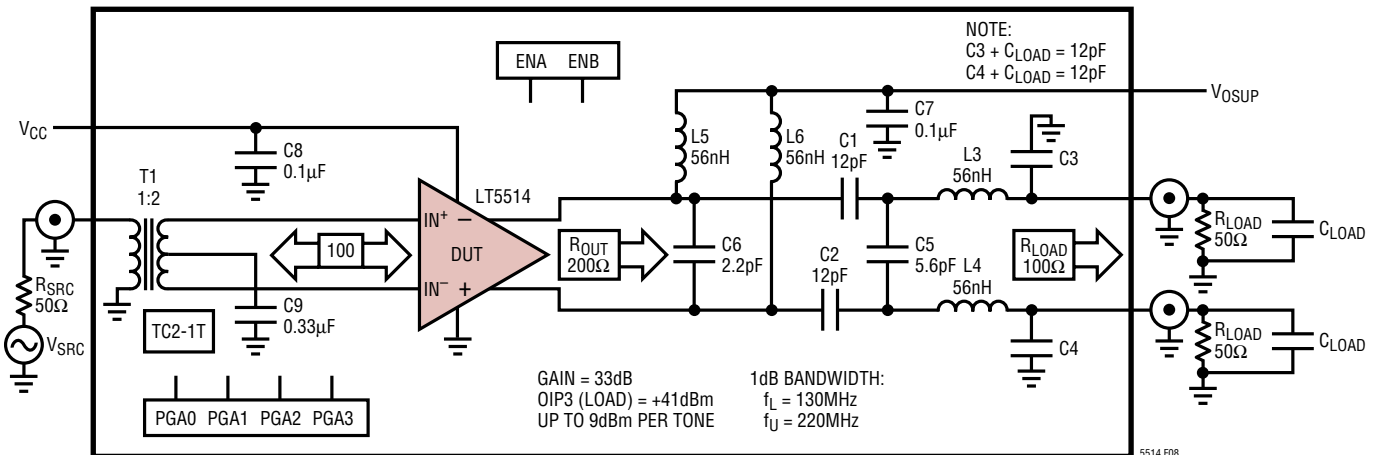 NOTE:
C3 + CLOAD = 12pF
C4 + CLOAD = 12pF
ENA ENB
VOSUP
VCC
C8
0.1µF
L5
56nH
L6
56nH
C7
0.1µF
C1
12pF
L3
56nH
C3
T1
1:2
LT5514
IN+ −
DUT
IN− +
100
ROUT
200Ω
C6
2.2pF
C2
12pF
C5
5.6pF
L4
56nH
RLOAD
100Ω
RLOAD
50Ω
CLOAD
RSRC
50Ω
VSRC
TC2-1T
C9
0.33µF
C4
RLOAD
50Ω
CLOAD
PGA0 PGA1 PGA2 PGA3
GAIN = 33dB
OIP3 (LOAD) = +41dBm
UP TO 9dBm PER TONE
1dB BANDWIDTH:
fL = 130MHz
fU = 220MHz
5514 F08